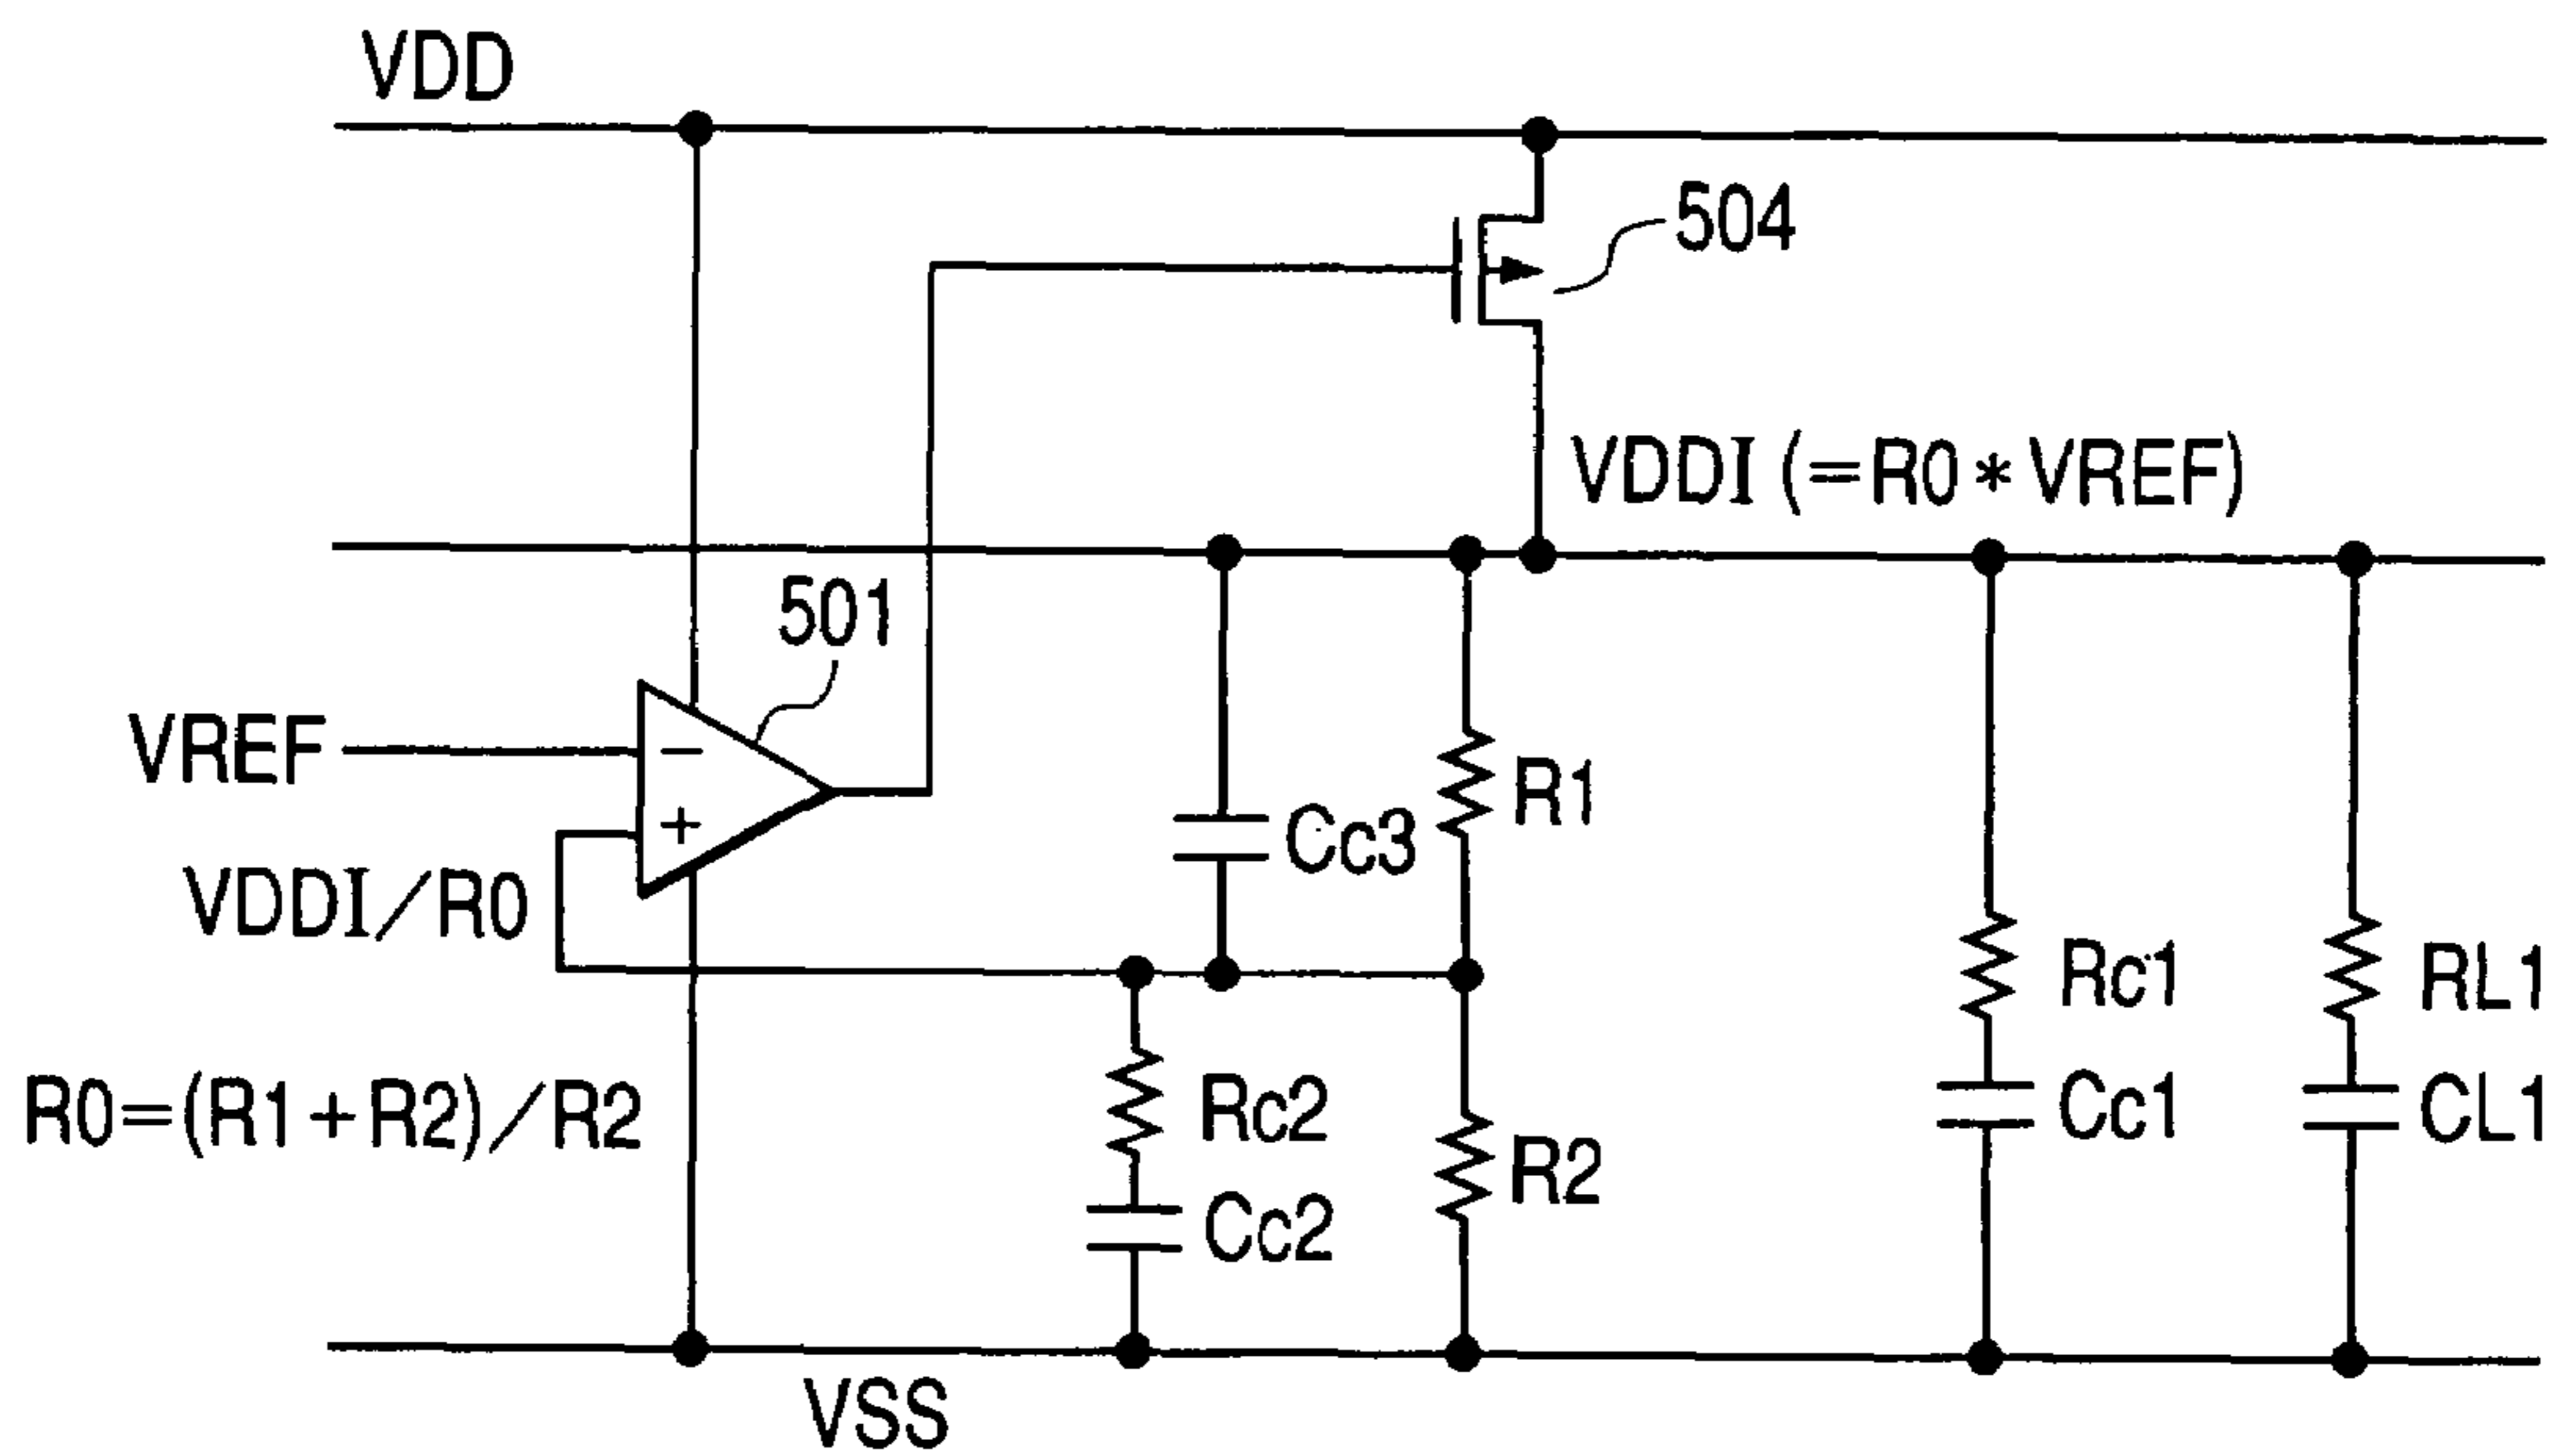 VDD
504
VDDI (=R0*VREF)
501
VREF
−
+
VDDI/R0
Cc3
R1
R0=(R1+R2)/R2
Rc2
Cc2
R2
Rc1
Cc1
RL1
CL1
VSS